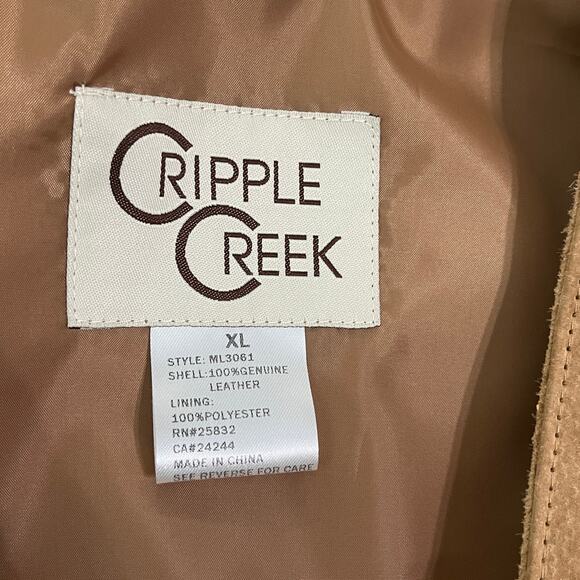 CRIPPLE
CREEK
XL
STYLE: ML3061
SHELL:100%GENUINE
LEATHER
LINING:
100%POLYESTER
RN#25832
CA#24244
MADE IN CHINA
SEE REVERSE FOR CARE